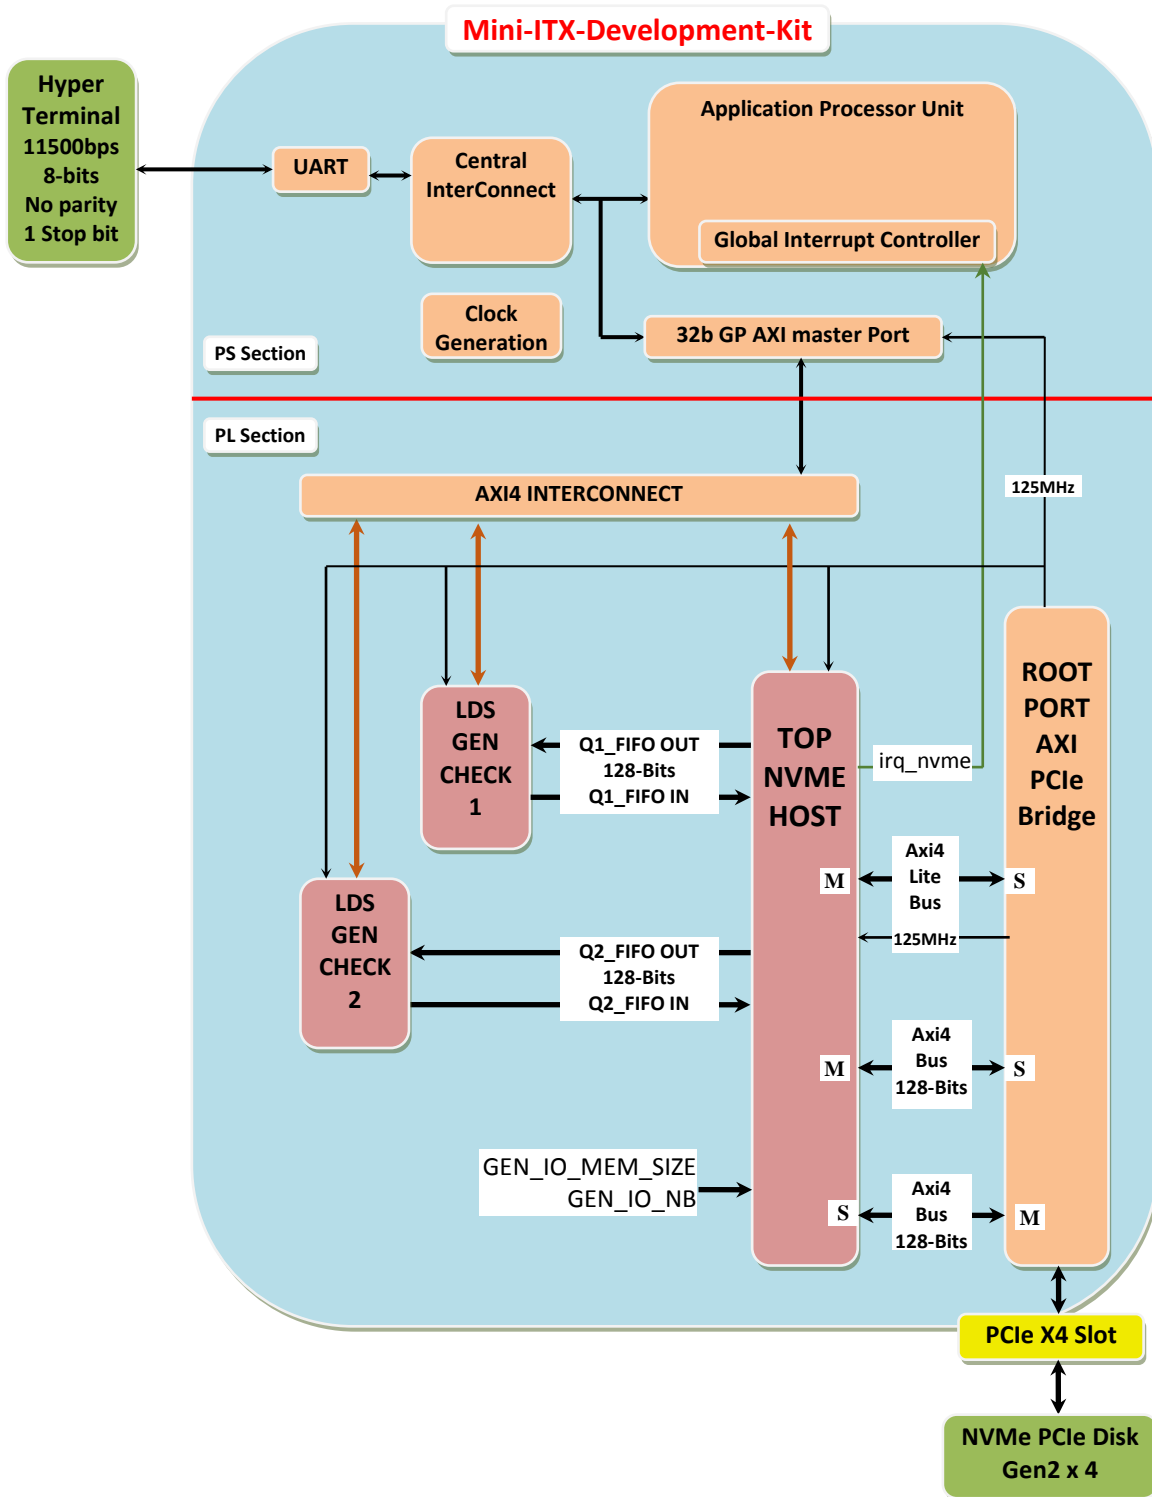 Mini-ITX-Development-Kit
Hyper
Terminal
11500bps
8-bits
No parity
1 Stop bit
UART
Central
InterConnect
Application Processor Unit
Global Interrupt Controller
Clock
Generation
32b GP AXI master Port
PS Section
PL Section
AXI4 INTERCONNECT
125MHz
LDS
GEN
CHECK
1
Q1_FIFO OUT
128-Bits
Q1_FIFO IN
TOP
NVME
HOST
irq_nvme
ROOT
PORT
AXI
PCIe
Bridge
M
Axi4
Lite
Bus
S
125MHz
LDS
GEN
CHECK
2
Q2_FIFO OUT
128-Bits
Q2_FIFO IN
M
Axi4
Bus
128-Bits
S
GEN_IO_MEM_SIZE
GEN_IO_NB
S
Axi4
Bus
128-Bits
M
PCIe X4 Slot
NVMe PCIe Disk
Gen2 x 4